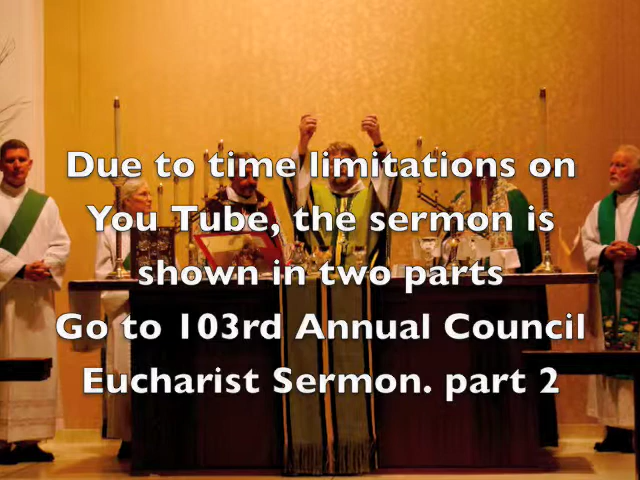 Due to time limitations on
You Tube, the sermon is
shown in two parts
Go to 103rd Annual Council
Eucharist Sermon. part 2